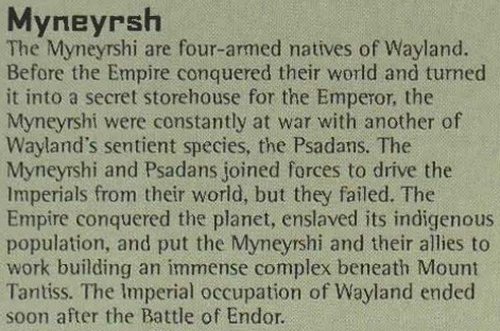 Myneyrsh
The Myneyrshi are four-armed natives of Wayland.
Before the Empire conquered their world and turned
it into a secret storehouse for the Emperor, the
Myneyrshi were constantly at war with another of
Wayland's sentient species, the Psadans. The
Myneyrshi and Psadans joined forces to drive the
Imperials from their world, but they failed. The
Empire conquered the planet, enslaved its indigenous
population, and put the Myneyrshi and their allies to
work building an immense complex beneath Mount
Tantiss. The Imperial occupation of Wayland ended
soon after the Battle of Endor.